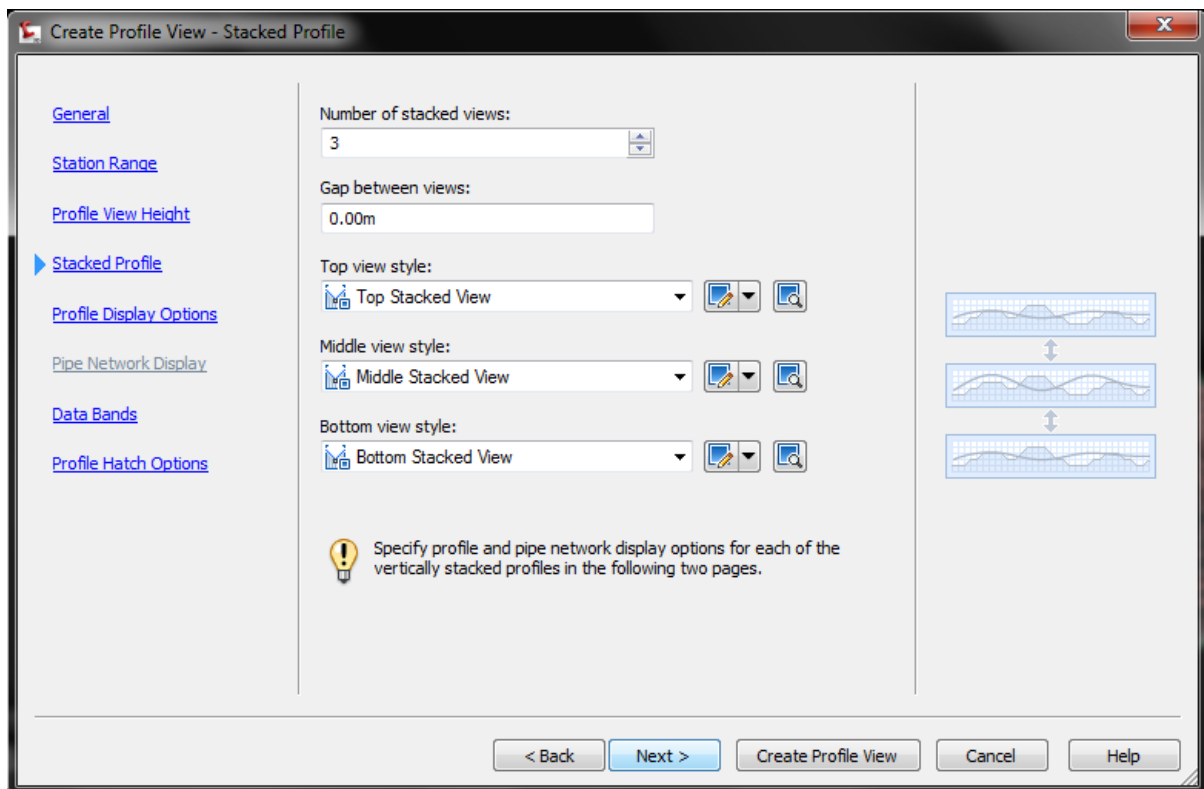 Create Profile View - Stacked Profile
General
Station Range
Profile View Height
Stacked Profile
Profile Display Options
Pipe Network Display
Data Bands
Profile Hatch Options
Number of stacked views:
3
Gap between views:
0.00m
Top view style:
Top Stacked View
Middle view style:
Middle Stacked View
Bottom view style:
Bottom Stacked View
Specify profile and pipe network display options for each of the
vertically stacked profiles in the following two pages.
< Back
Next >
Create Profile View
Cancel
Help